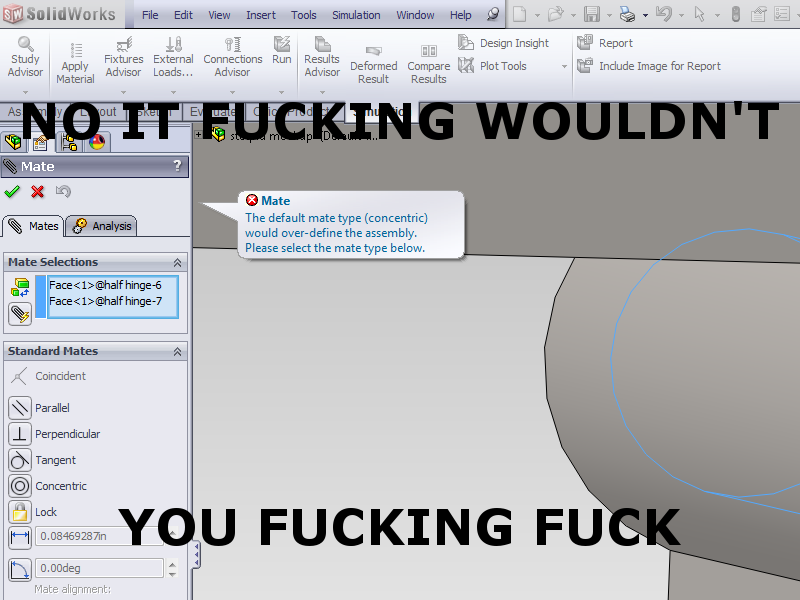 SolidWorks File Edit View Insert Tools Simulation Window Help
Study Advisor
Apply Material
Fixtures Advisor
External Loads...
Connections Advisor
Run
Results Advisor
Deformed Result
Compare Results
Design Insight
Plot Tools
Report
Include Image for Report
NO IT FUCKING WOULDN'T
Mate ?
Mates Analysis
Mate
The default mate type (concentric)
would over-define the assembly.
Please select the mate type below.
Mate Selections
Face<1>@half hinge-6
Face<1>@half hinge-7
Standard Mates
Coincident
Parallel
Perpendicular
Tangent
Concentric
Lock
YOU FUCKING FUCK
0.08469287in
0.00deg
Mate alignment: